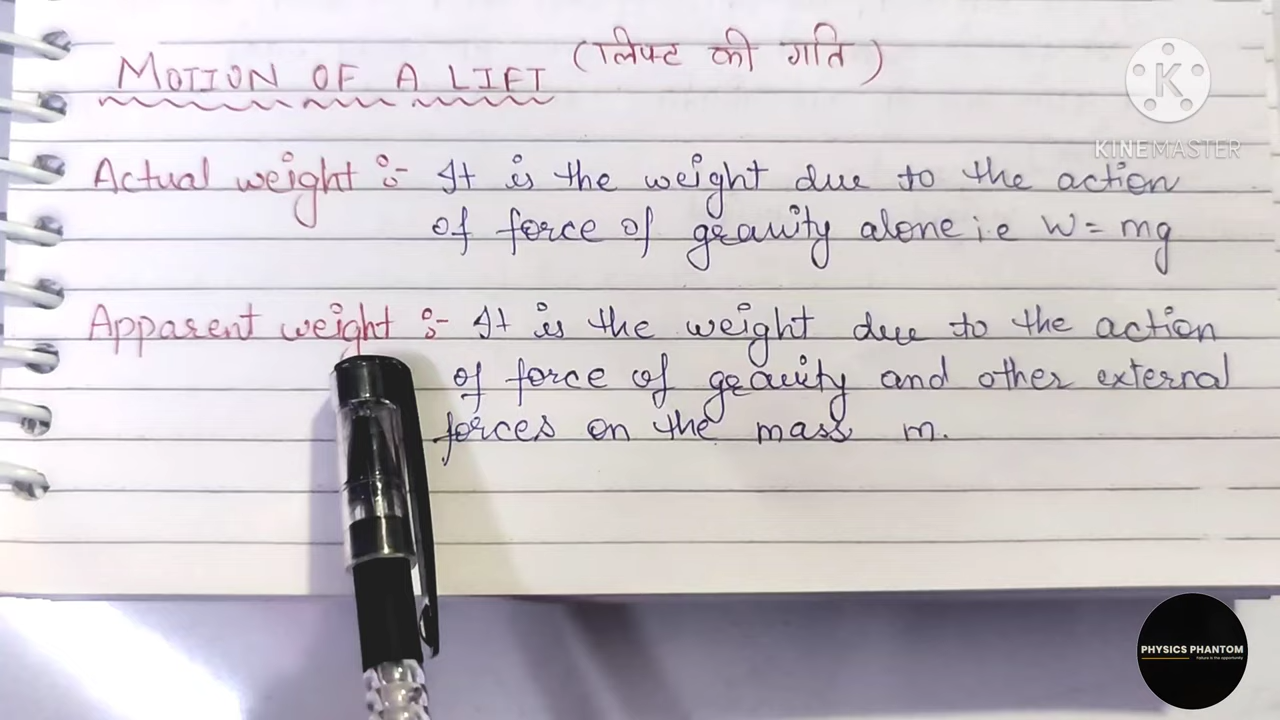 MOTION OF A LIFT (लिफ्ट की गति)
KINEMASTER
Actual weight :- It is the weight due to the action
of force of gravity alone i.e W = mg
Apparent weight :- It is the weight due to the action
of force of gravity and other external
forces on the mass m.
PHYSICS PHANTOM